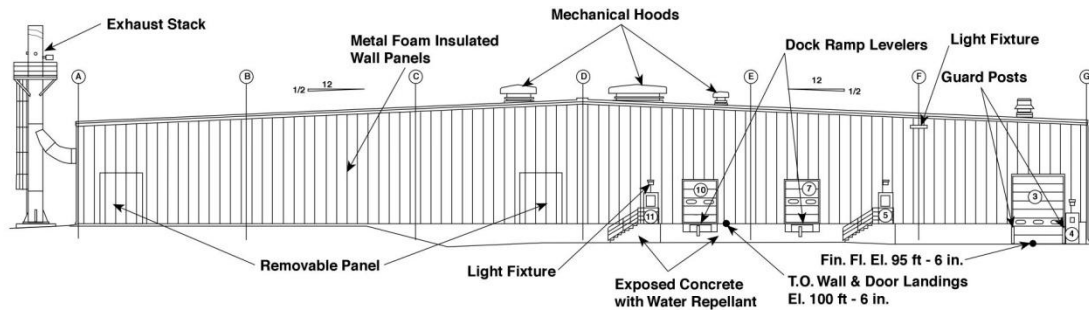 Mechanical Hoods
Exhaust Stack
Metal Foam Insulated
Wall Panels
Dock Ramp Levelers
Light Fixture
Guard Posts
A
B
C
D
E
F
G
12
1/2
12
1/2
10
7
3
11
5
4
Removable Panel
Light Fixture
Exposed Concrete
with Water Repellant
T.O. Wall & Door Landings
El. 100 ft - 6 in.
Fin. Fl. El. 95 ft - 6 in.